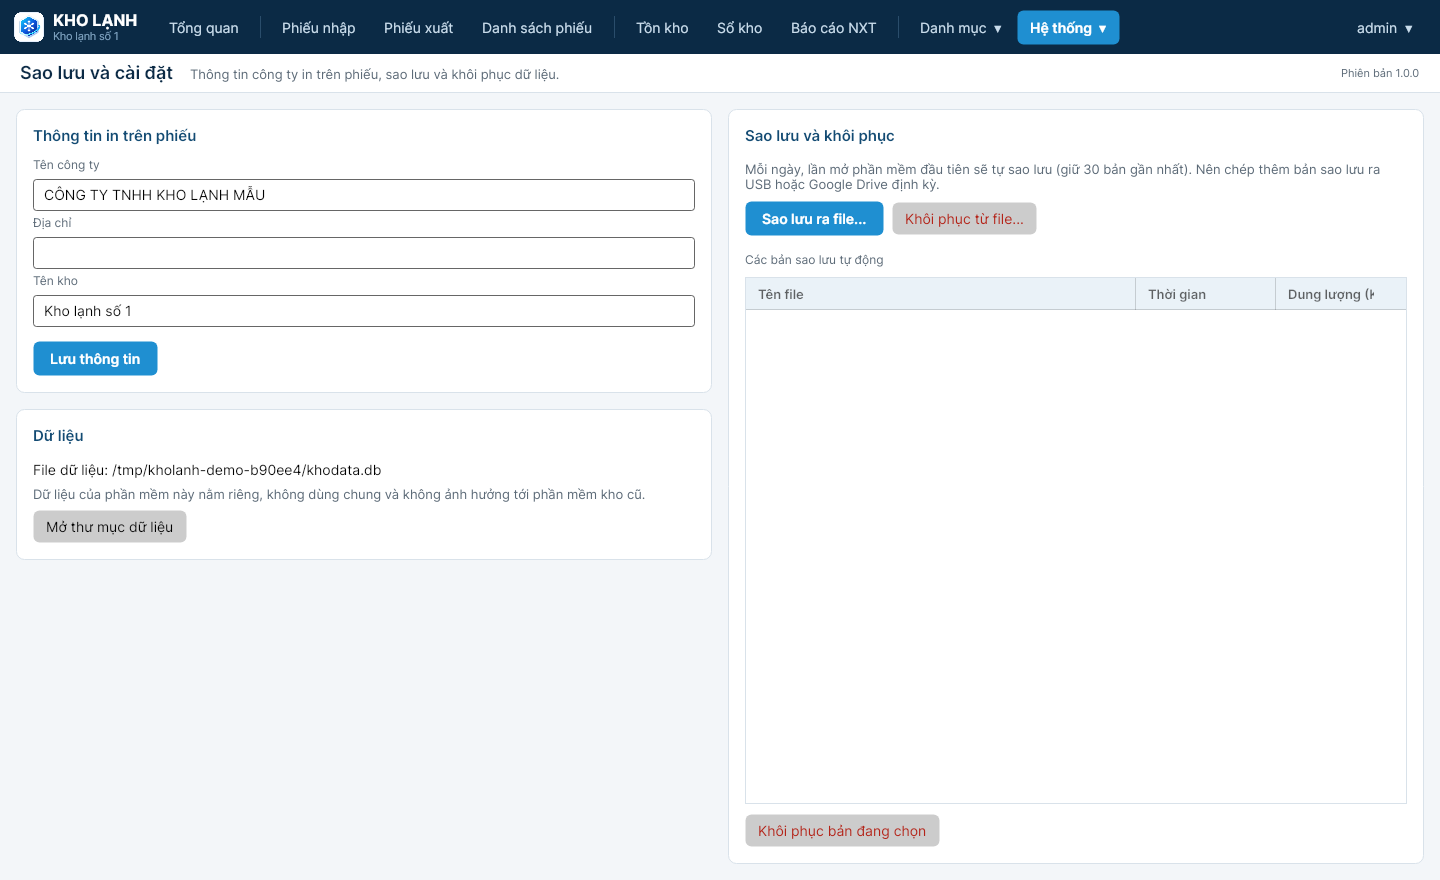 KHO LẠNH
Kho lạnh số 1
Tổng quan
Phiếu nhập
Phiếu xuất
Danh sách phiếu
Tồn kho
Sổ kho
Báo cáo NXT
Danh mục ▾
Hệ thống ▾
admin ▾
Sao lưu và cài đặt
Thông tin công ty in trên phiếu, sao lưu và khôi phục dữ liệu.
Phiên bản 1.0.0
Thông tin in trên phiếu
Tên công ty
CÔNG TY TNHH KHO LẠNH MẪU
Địa chỉ
Tên kho
Kho lạnh số 1
Lưu thông tin
Dữ liệu
File dữ liệu: /tmp/kholanh-demo-b90ee4/khodata.db
Dữ liệu của phần mềm này nằm riêng, không dùng chung và không ảnh hưởng tới phần mềm kho cũ.
Mở thư mục dữ liệu
Sao lưu và khôi phục
Mỗi ngày, lần mở phần mềm đầu tiên sẽ tự sao lưu (giữ 30 bản gần nhất). Nên chép thêm bản sao lưu ra
USB hoặc Google Drive định kỳ.
Sao lưu ra file...
Khôi phục từ file...
Các bản sao lưu tự động
Tên file
Thời gian
Dung lượng (
Khôi phục bản đang chọn